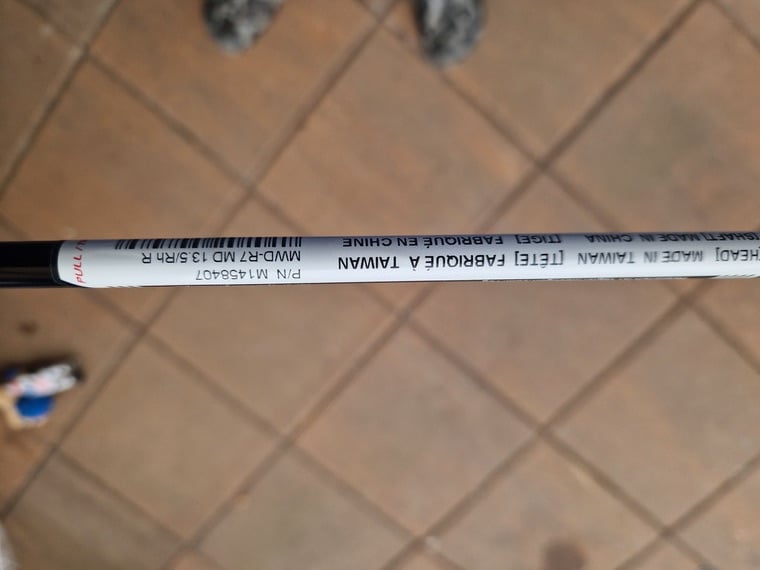 P/N M1458407
MWD-R7 MD 13.5/Rh R
[HEAD] MADE IN TAIWAN [TÊTE] FABRIQUÉ À TAIWAN
[SHAFT] MADE IN CHINA [TIGE] FABRIQUÉ EN CHINE
PULL